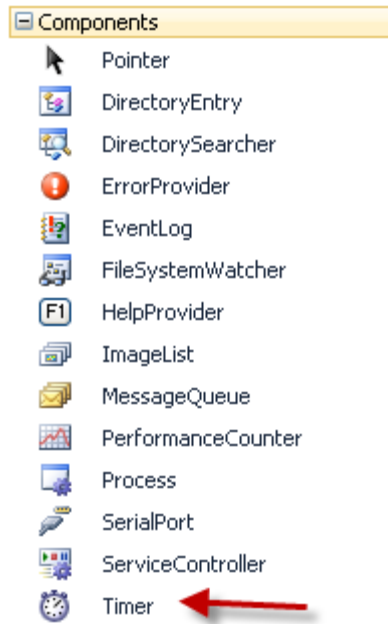 Components
Pointer
DirectoryEntry
DirectorySearcher
ErrorProvider
EventLog
FileSystemWatcher
F1 HelpProvider
ImageList
MessageQueue
PerformanceCounter
Process
SerialPort
ServiceController
Timer